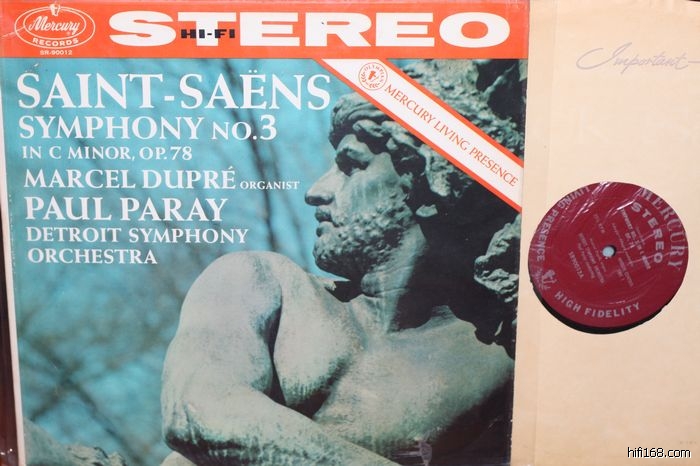 Mercury
RECORDS
SR-90012
STEREO
HI-FI
SAINT-SAËNS
SYMPHONY NO.3
IN C MINOR, OP.78
MARCEL DUPRÉ ORGANIST
PAUL PARAY
DETROIT SYMPHONY
ORCHESTRA
MERCURY LIVING PRESENCE
Important
MERCURY
LIVING PRESENCE
STEREO
HIGH FIDELITY
hifi168.com